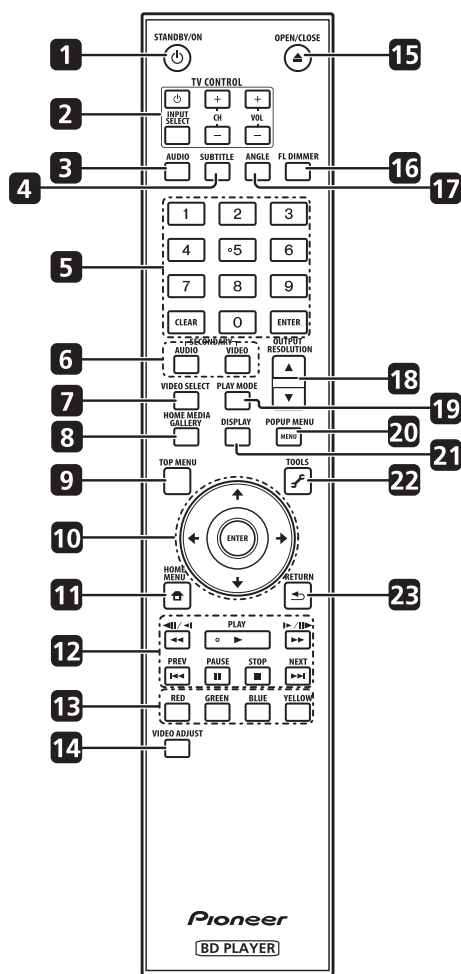 STANDBY/ON
OPEN/CLOSE
1
15
TV CONTROL
+
+
INPUT SELECT
CH
VOL
2
–
–
AUDIO
SUBTITLE
ANGLE
FL DIMMER
3
16
4
17
1
2
3
4
5
6
5
7
8
9
CLEAR
0
ENTER
SECONDARY
AUDIO
VIDEO
OUTPUT RESOLUTION
6
18
VIDEO SELECT
PLAY MODE
7
19
HOME MEDIA GALLERY
DISPLAY
POPUP MENU
MENU
8
20
21
TOP MENU
TOOLS
9
22
10
ENTER
HOME MENU
RETURN
11
23
PLAY
12
PREV
PAUSE
STOP
NEXT
13
RED
GREEN
BLUE
YELLOW
VIDEO ADJUST
14
Pioneer
BD PLAYER